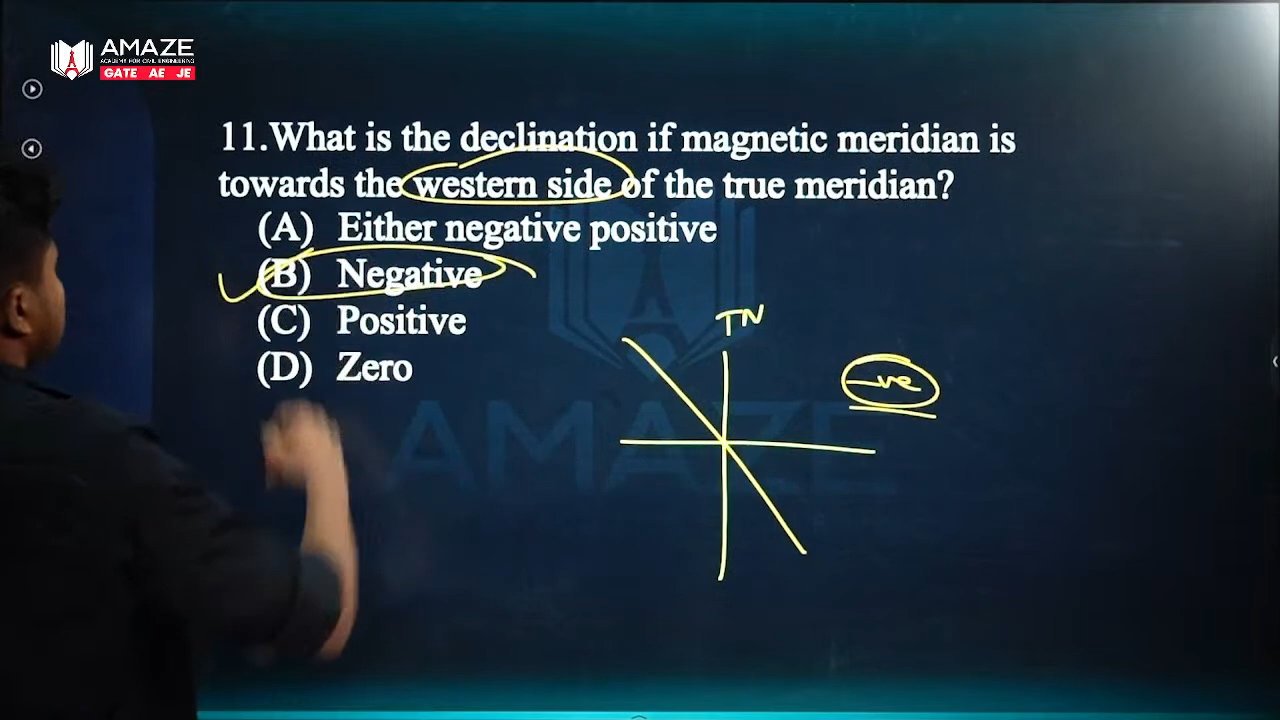 AMAZE
ACADEMY FOR CIVIL ENGINEERING
GATE AE JE
11.What is the declination if magnetic meridian is
towards the western side of the true meridian?
(A) Either negative positive
(B) Negative
(C) Positive
(D) Zero
TN
-ve
AMAZE